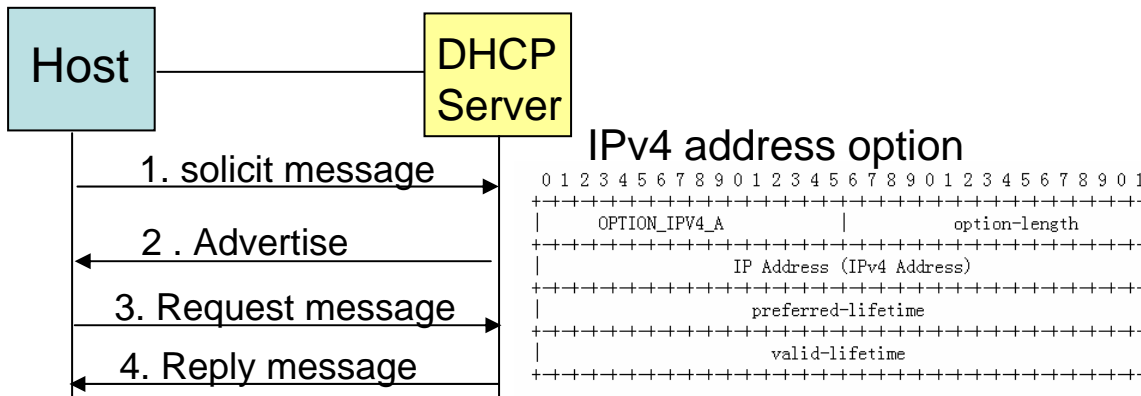 Host
DHCP
Server
1. solicit message
2 . Advertise
3. Request message
4. Reply message
IPv4 address option
0 1 2 3 4 5 6 7 8 9 0 1 2 3 4 5 6 7 8 9 0 1 2 3 4 5 6 7 8 9 0 1
+-+-+-+-+-+-+-+-+-+-+-+-+-+-+-+-+-+-+-+-+-+-+-+-+-+-+-+-+-+-+-+-
| OPTION_IPV4_A | option-length
+-+-+-+-+-+-+-+-+-+-+-+-+-+-+-+-+-+-+-+-+-+-+-+-+-+-+-+-+-+-+-+-
| IP Address (IPv4 Address)
+-+-+-+-+-+-+-+-+-+-+-+-+-+-+-+-+-+-+-+-+-+-+-+-+-+-+-+-+-+-+-+-
| preferred-lifetime
+-+-+-+-+-+-+-+-+-+-+-+-+-+-+-+-+-+-+-+-+-+-+-+-+-+-+-+-+-+-+-+-
| valid-lifetime
+-+-+-+-+-+-+-+-+-+-+-+-+-+-+-+-+-+-+-+-+-+-+-+-+-+-+-+-+-+-+-+-